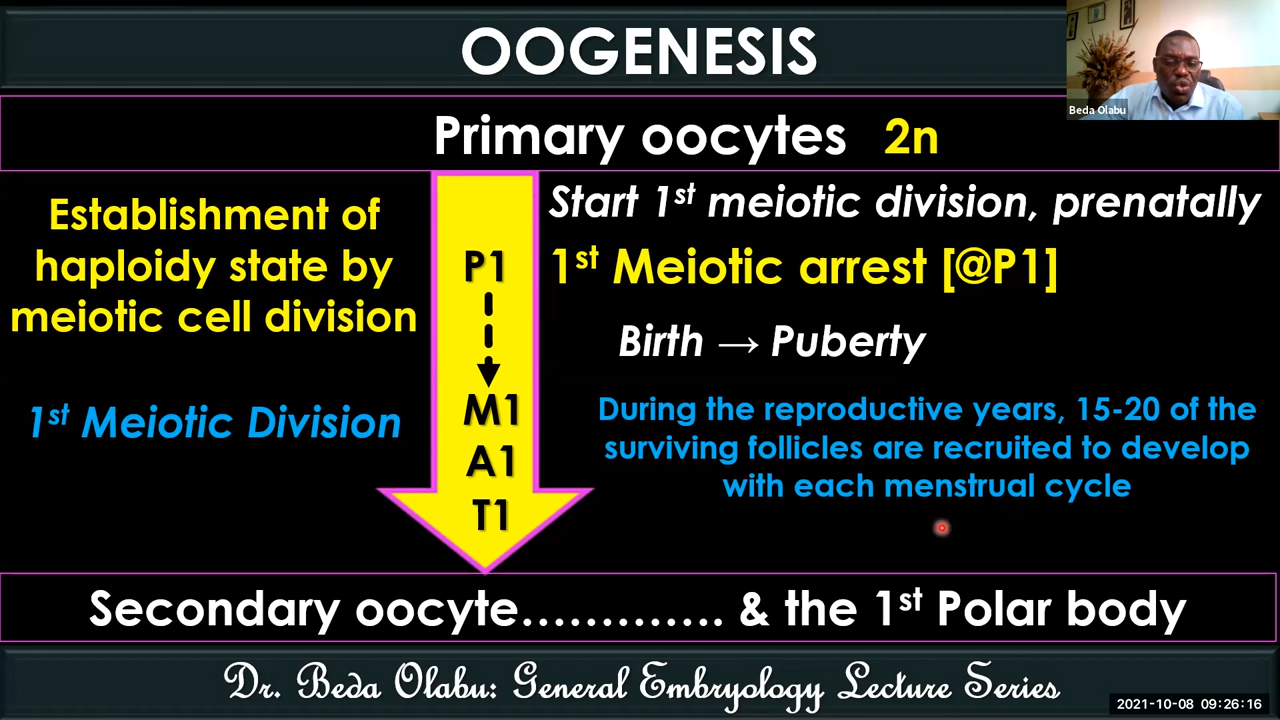 OOGENESIS
Beda Olabu
Primary oocytes 2n
Establishment of
haploidy state by
meiotic cell division
1st Meiotic Division
P1
M1
A1
T1
Start 1st meiotic division, prenatally
1st Meiotic arrest [@P1]
Birth → Puberty
During the reproductive years, 15-20 of the
surviving follicles are recruited to develop
with each menstrual cycle
Secondary oocyte…………. & the 1st Polar body
Dr. Beda Olabu: General Embryology Lecture Series
2021-10-08 09:26:16